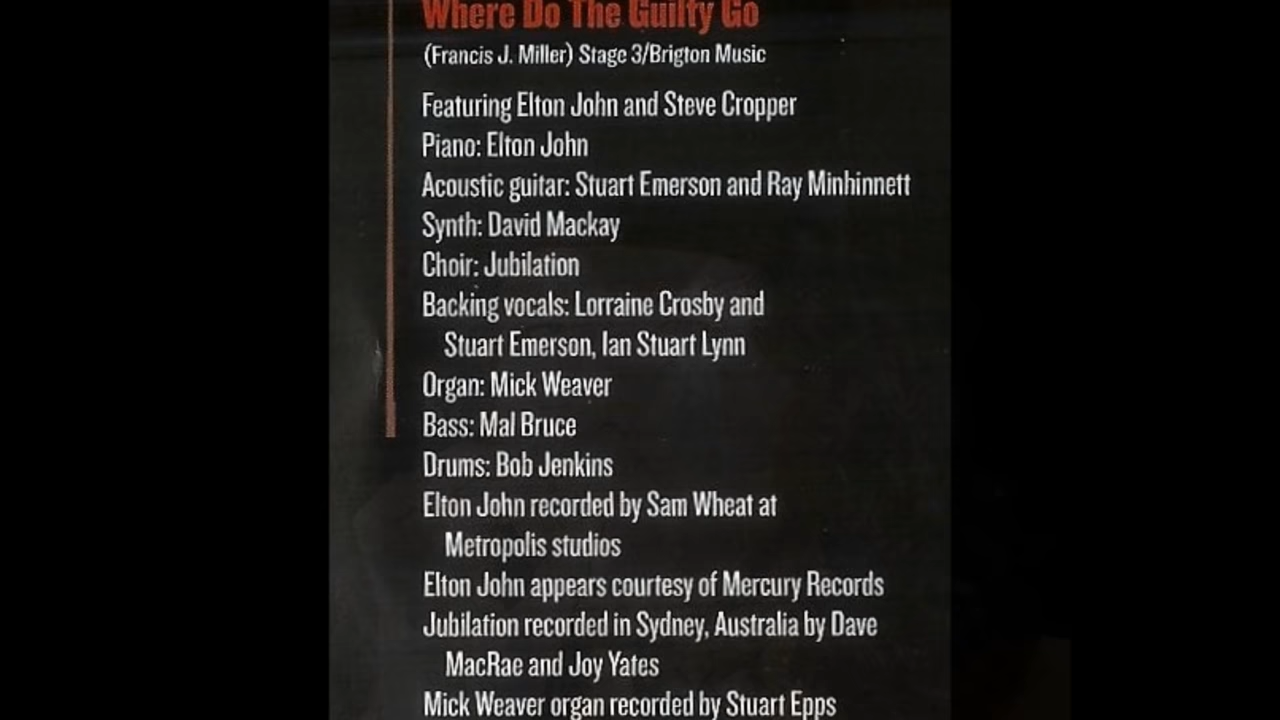 Where Do The Guilty Go
(Francis J. Miller) Stage 3/Brigton Music
Featuring Elton John and Steve Cropper
Piano: Elton John
Acoustic guitar: Stuart Emerson and Ray Minhinnett
Synth: David Mackay
Choir: Jubilation
Backing vocals: Lorraine Crosby and
Stuart Emerson, Ian Stuart Lynn
Organ: Mick Weaver
Bass: Mal Bruce
Drums: Bob Jenkins
Elton John recorded by Sam Wheat at
Metropolis studios
Elton John appears courtesy of Mercury Records
Jubilation recorded in Sydney, Australia by Dave
MacRae and Joy Yates
Mick Weaver organ recorded by Stuart Epps